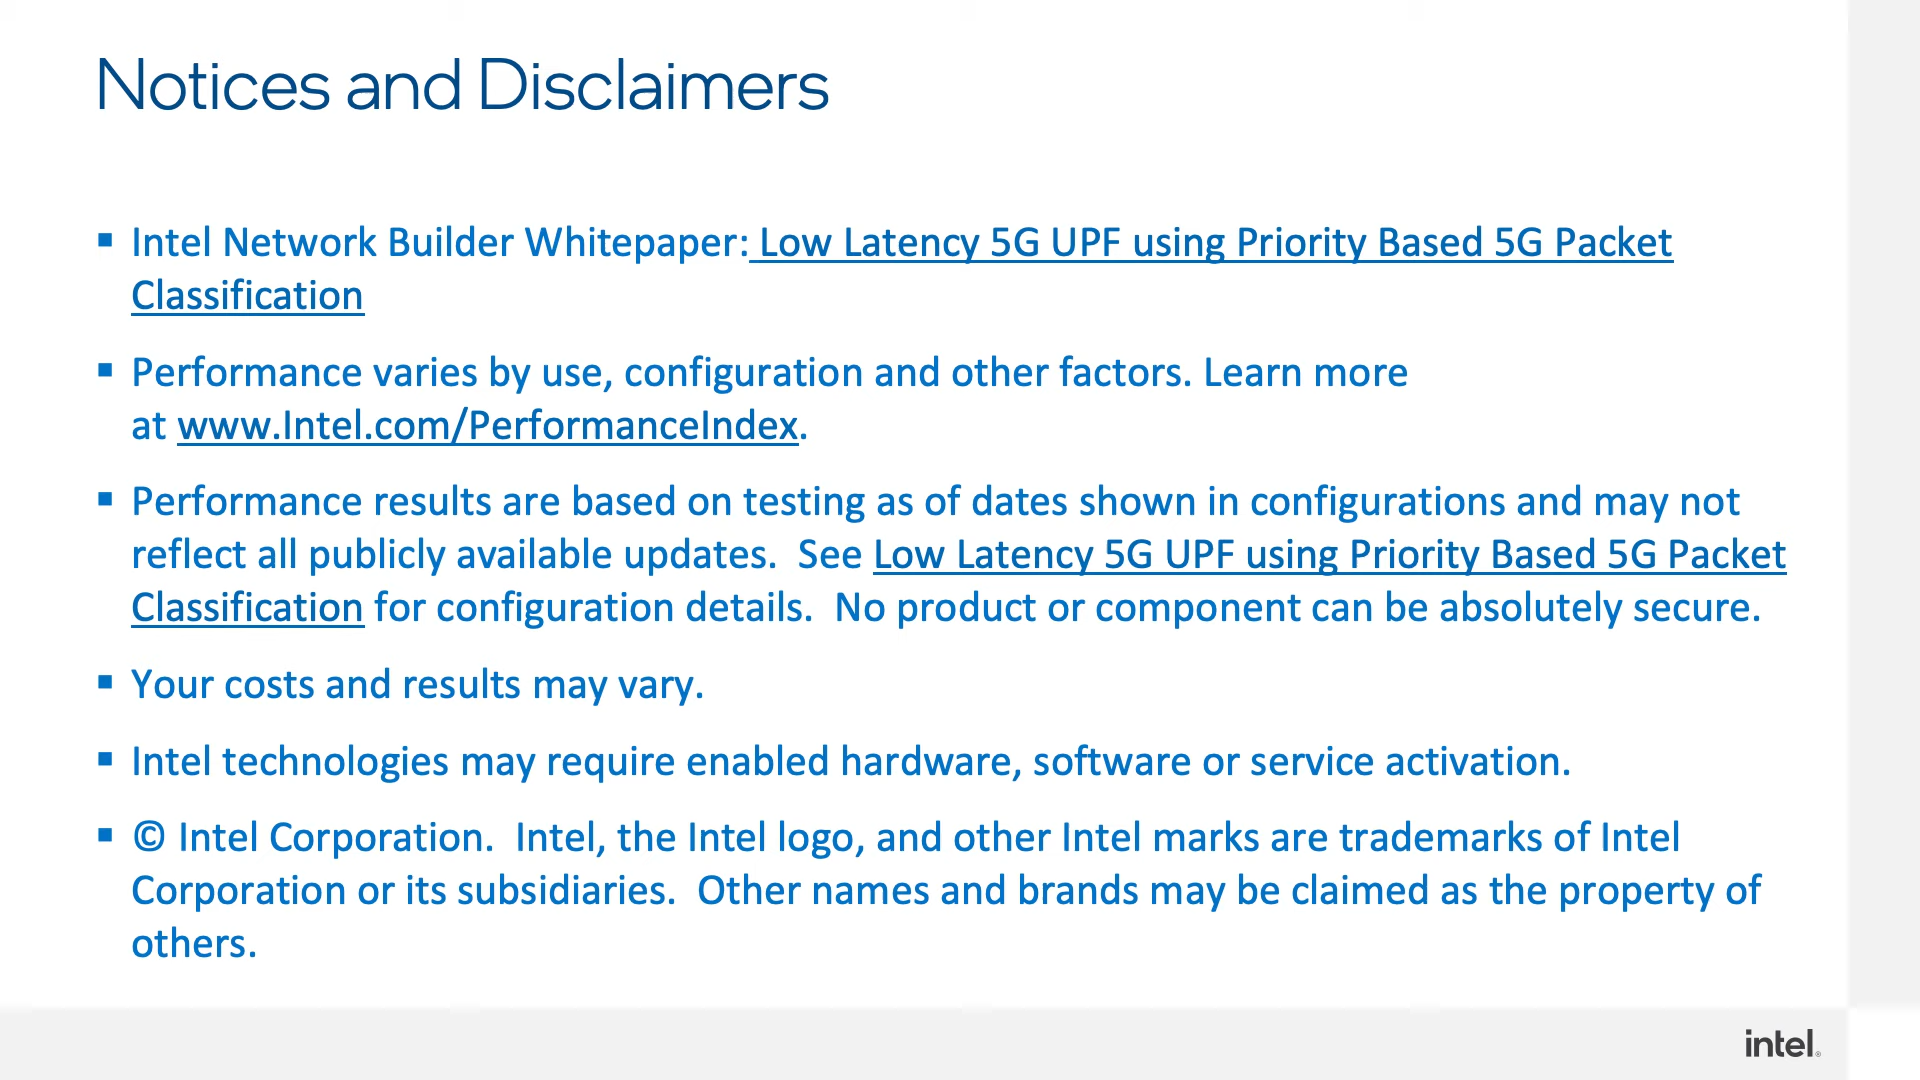 Notices and Disclaimers
▪ Intel Network Builder Whitepaper: Low Latency 5G UPF using Priority Based 5G Packet
Classification
▪ Performance varies by use, configuration and other factors. Learn more
at www.Intel.com/PerformanceIndex.
▪ Performance results are based on testing as of dates shown in configurations and may not
reflect all publicly available updates.  See Low Latency 5G UPF using Priority Based 5G Packet
Classification for configuration details.  No product or component can be absolutely secure.
▪ Your costs and results may vary.
▪ Intel technologies may require enabled hardware, software or service activation.
▪ © Intel Corporation.  Intel, the Intel logo, and other Intel marks are trademarks of Intel
Corporation or its subsidiaries.  Other names and brands may be claimed as the property of
others.
intel®